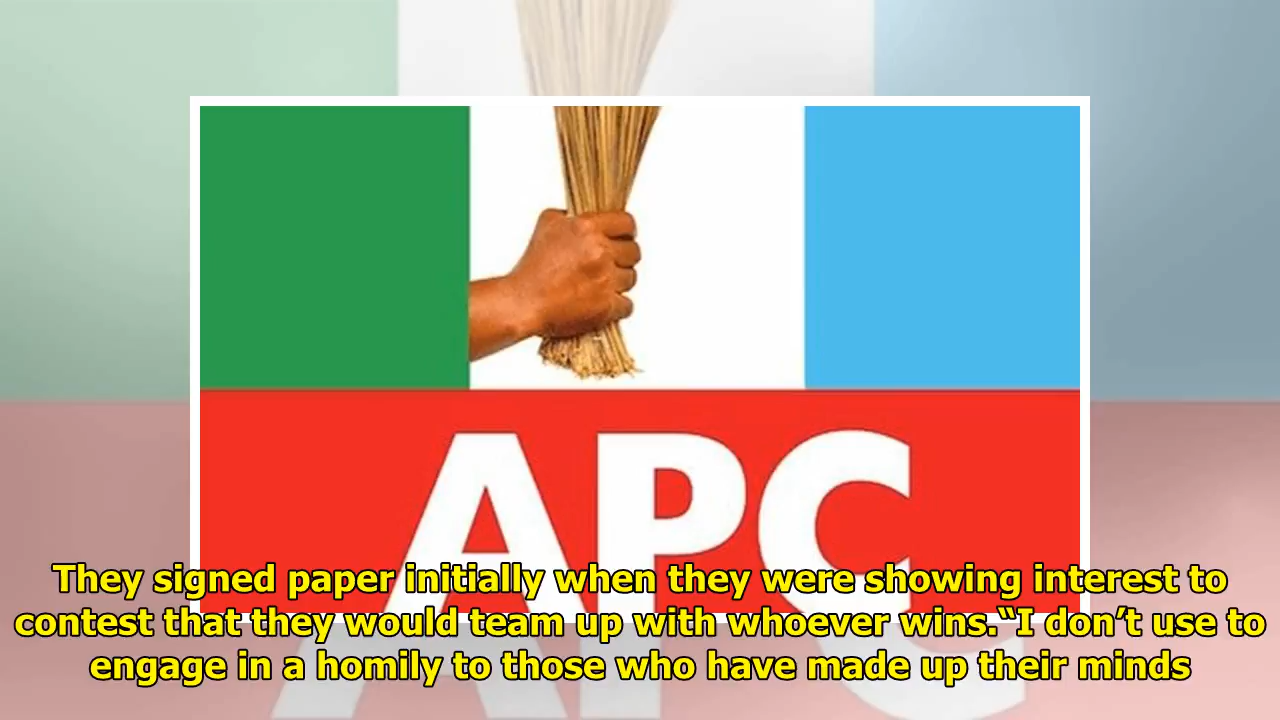 APC
They signed paper initially when they were showing interest to
contest that they would team up with whoever wins.“I don’t use to
engage in a homily to those who have made up their minds